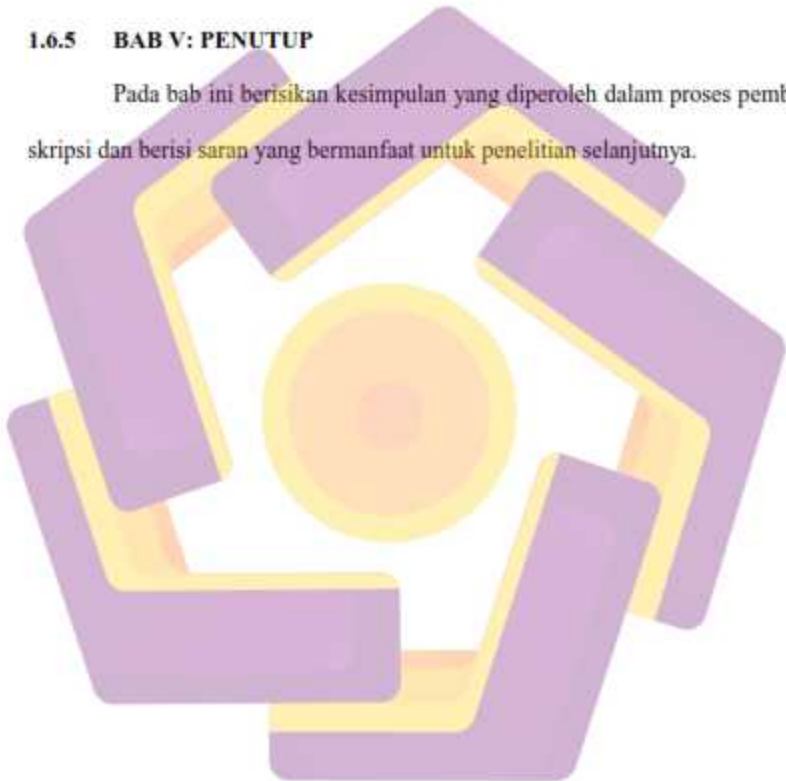 1.6.5 BAB V: PENUTUP
Pada bab ini berisikan kesimpulan yang diperoleh dalam proses pemb
skripsi dan berisi saran yang bermanfaat untuk penelitian selanjutnya.